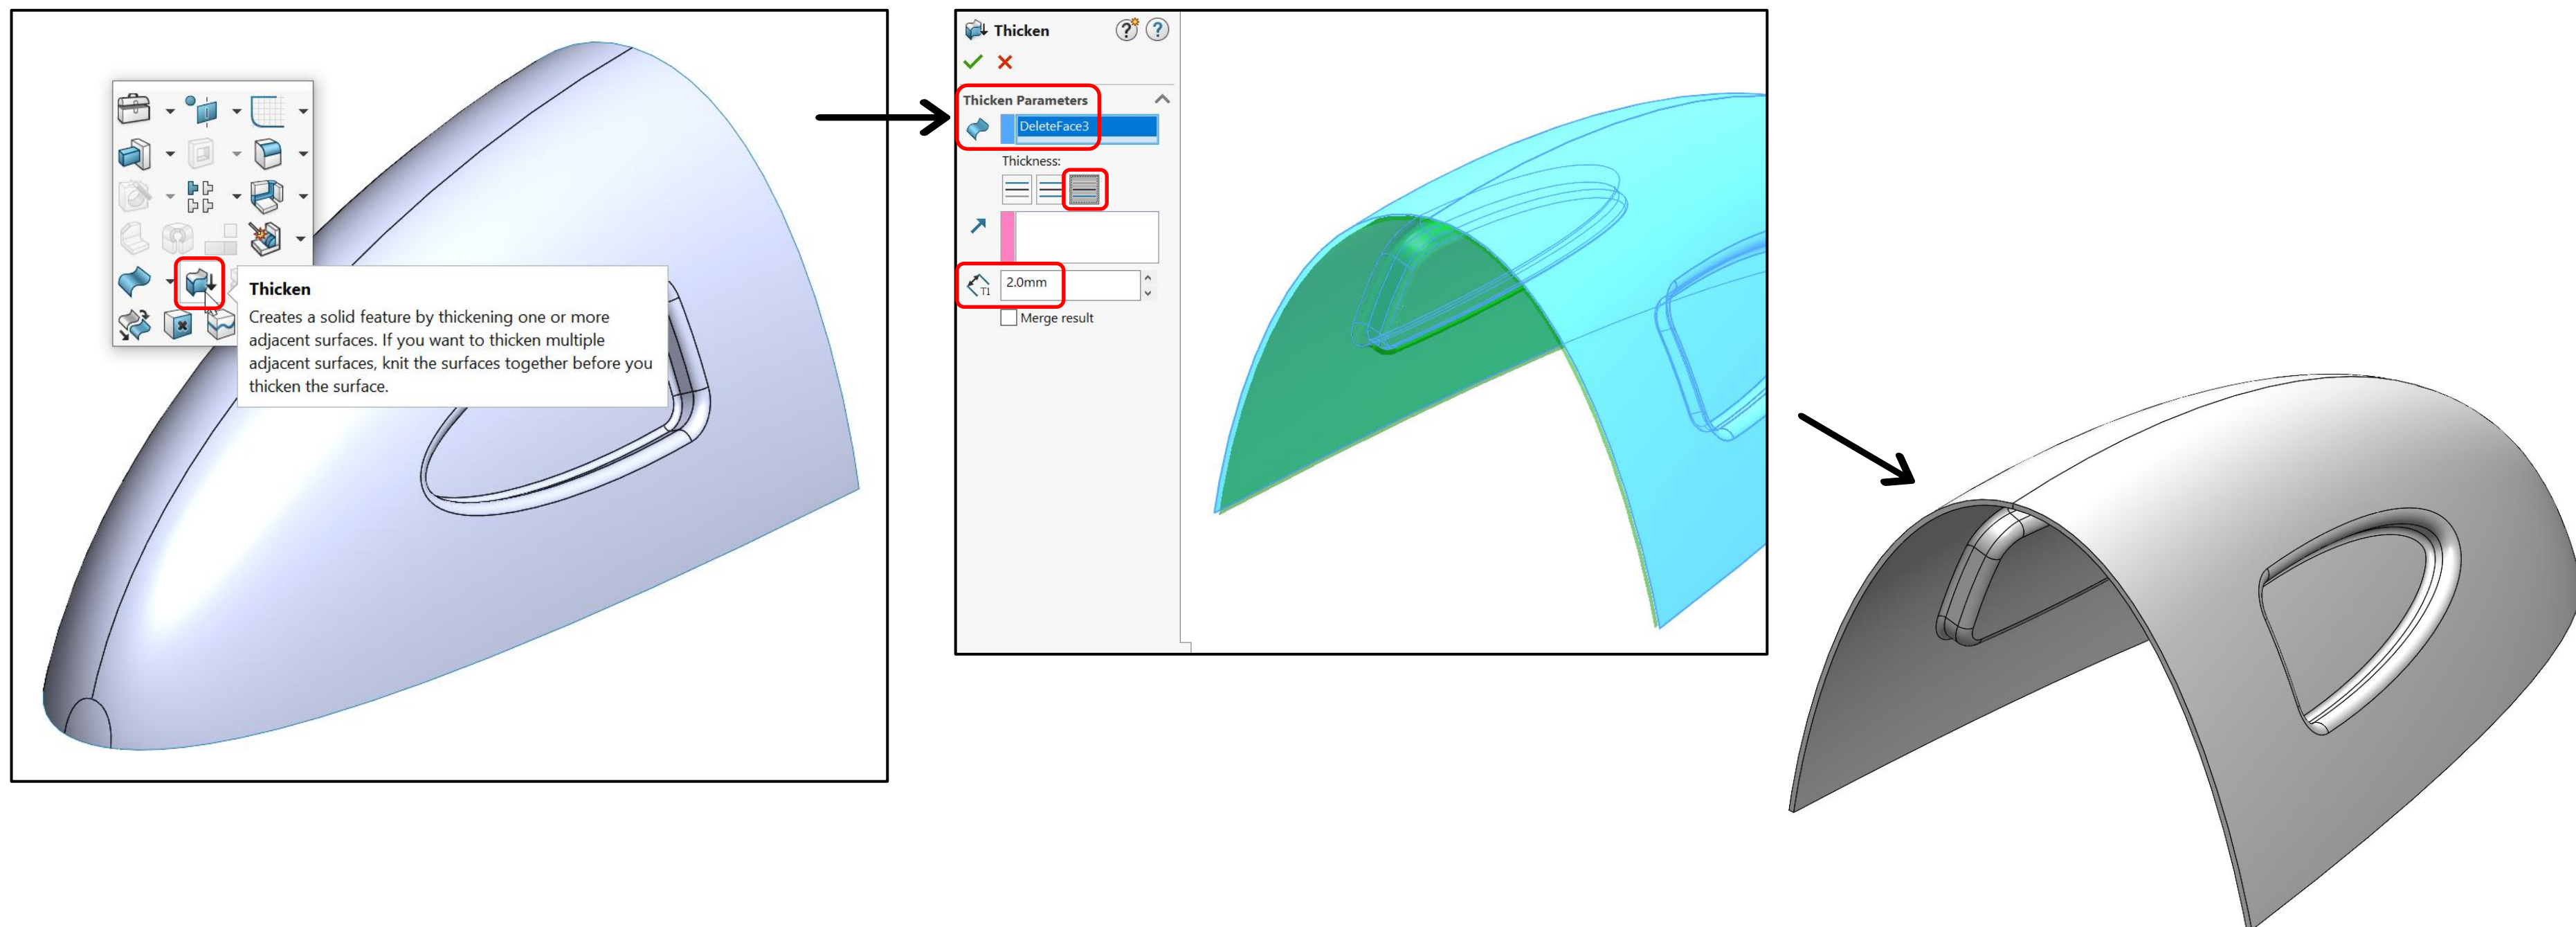 Thicken
Creates a solid feature by thickening one or more
adjacent surfaces. If you want to thicken multiple
adjacent surfaces, knit the surfaces together before you
thicken the surface.
Thicken
Thicken Parameters
DeleteFace3
Thickness:
T1
2.0mm
Merge result